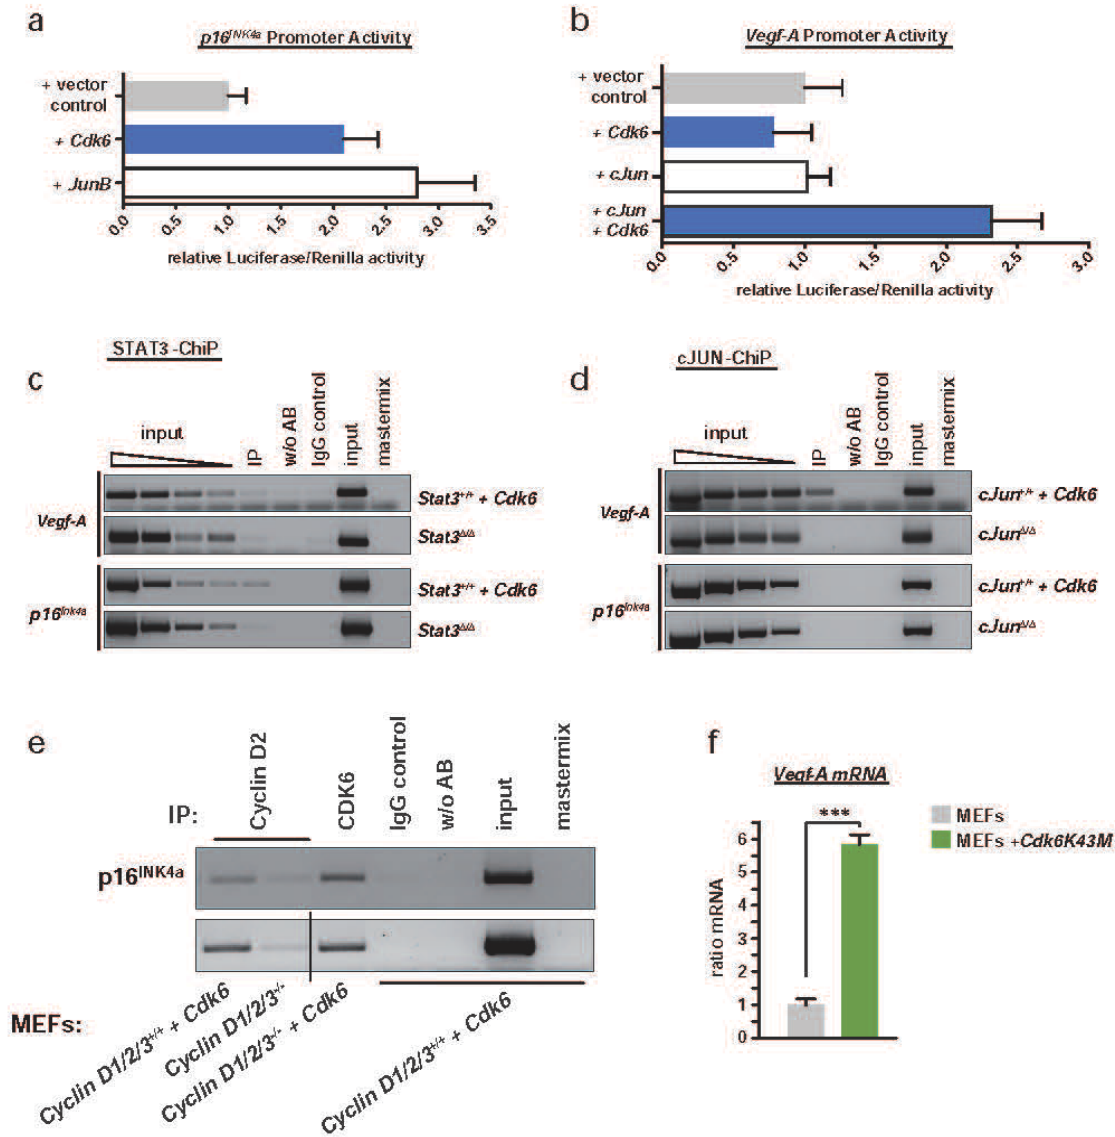 a
p16INK4a Promoter Activity
+ vector
control
+ Cdk6
+ JunB
0.0 0.5 1.0 1.5 2.0 2.5 3.0 3.5
relative Luciferase/Renilla activity
b
Vegf-A Promoter Activity
+ vector
control
+ Cdk6
+ cJun
+ cJun
+ Cdk6
0.0 0.5 1.0 1.5 2.0 2.5 3.0
relative Luciferase/Renilla activity
c
STAT3-ChiP
input
IP
w/o AB
IgG control
input
mastermix
Vegf-A
Stat3+/+ + Cdk6
Stat3Δ/Δ
p16Ink4a
Stat3+/+ + Cdk6
Stat3Δ/Δ
d
cJUN-ChiP
input
IP
w/o AB
IgG control
input
mastermix
Vegf-A
cJun+/+ + Cdk6
cJunΔ/Δ
p16Ink4a
cJun+/+ + Cdk6
cJunΔ/Δ
e
IP:
Cyclin D2
CDK6
IgG control
w/o AB
input
mastermix
p16INK4a
MEFs:
Cyclin D1/2/3+/+ + Cdk6
Cyclin D1/2/3-/-
Cyclin D1/2/3-/- + Cdk6
Cyclin D1/2/3+/+ + Cdk6
f
Vegf-A mRNA
***
MEFs
MEFs +Cdk6K43M
ratio mRNA
6
5
4
3
2
1
0